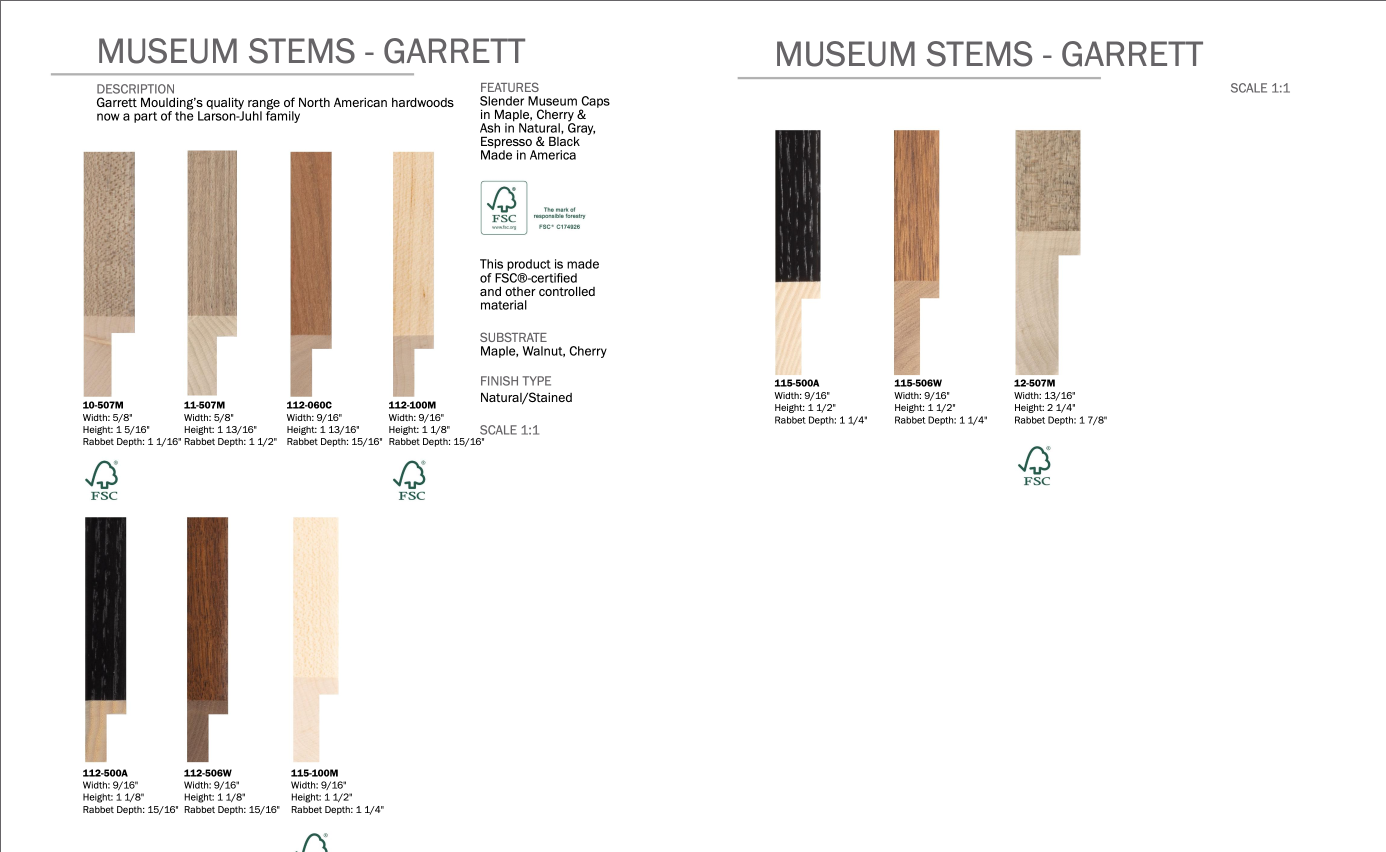 MUSEUM STEMS - GARRETT
DESCRIPTION
Garrett Moulding's quality range of North American hardwoods
now a part of the Larson-Juhl family
FEATURES
Slender Museum Caps
in Maple, Cherry &
Ash in Natural, Gray,
Espresso & Black
Made in America
®
FSC
www.fsc.org
The mark of
responsible forestry
FSC® C174926
This product is made
of FSC®-certified
and other controlled
material
SUBSTRATE
Maple, Walnut, Cherry
FINISH TYPE
Natural/Stained
SCALE 1:1
10-507M
Width: 5/8"
Height: 1 5/16"
Rabbet Depth: 1 1/16"
®
FSC
11-507M
Width: 5/8"
Height: 1 13/16"
Rabbet Depth: 1 1/2"
112-060C
Width: 9/16"
Height: 1 13/16"
Rabbet Depth: 15/16"
112-100M
Width: 9/16"
Height: 1 1/8"
Rabbet Depth: 15/16"
®
FSC
112-500A
Width: 9/16"
Height: 1 1/8"
Rabbet Depth: 15/16"
112-506W
Width: 9/16"
Height: 1 1/8"
Rabbet Depth: 15/16"
115-100M
Width: 9/16"
Height: 1 1/2"
Rabbet Depth: 1 1/4"
®
MUSEUM STEMS - GARRETT
SCALE 1:1
115-500A
Width: 9/16"
Height: 1 1/2"
Rabbet Depth: 1 1/4"
115-506W
Width: 9/16"
Height: 1 1/2"
Rabbet Depth: 1 1/4"
12-507M
Width: 13/16"
Height: 2 1/4"
Rabbet Depth: 1 7/8"
®
FSC